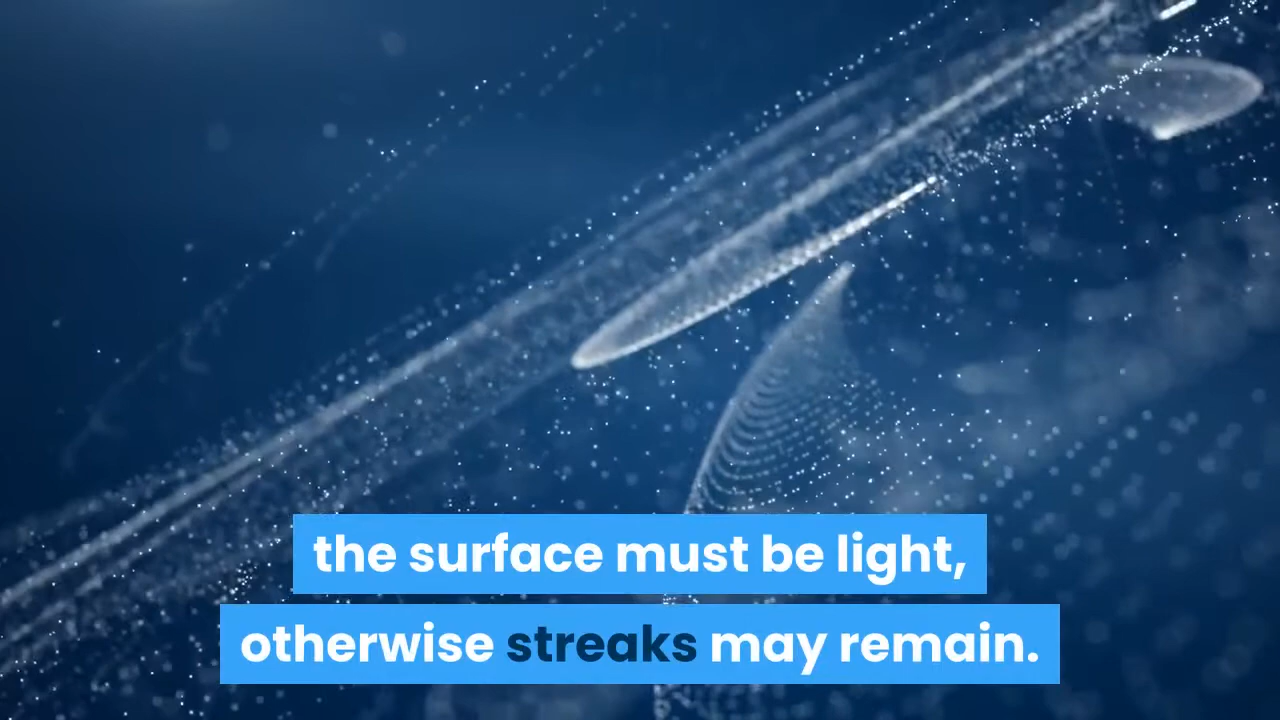 the surface must be light,
otherwise streaks may remain.